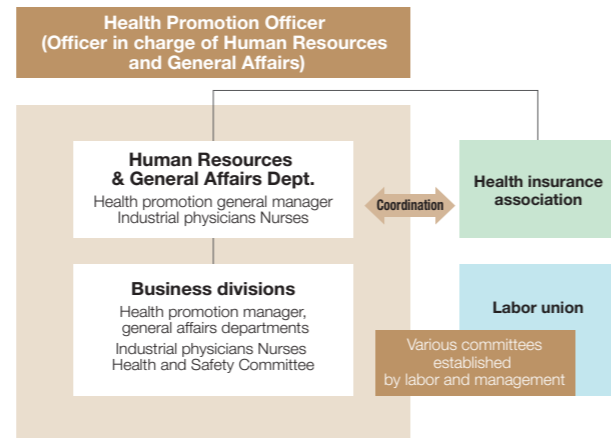 Health Promotion Officer
(Officer in charge of Human Resources
and General Affairs)
Human Resources
& General Affairs Dept.
Health promotion general manager
Industrial physicians Nurses
Coordination
Health insurance
association
Business divisions
Health promotion manager,
general affairs departments
Industrial physicians Nurses
Health and Safety Committee
Labor union
Various committees
established
by labor and management